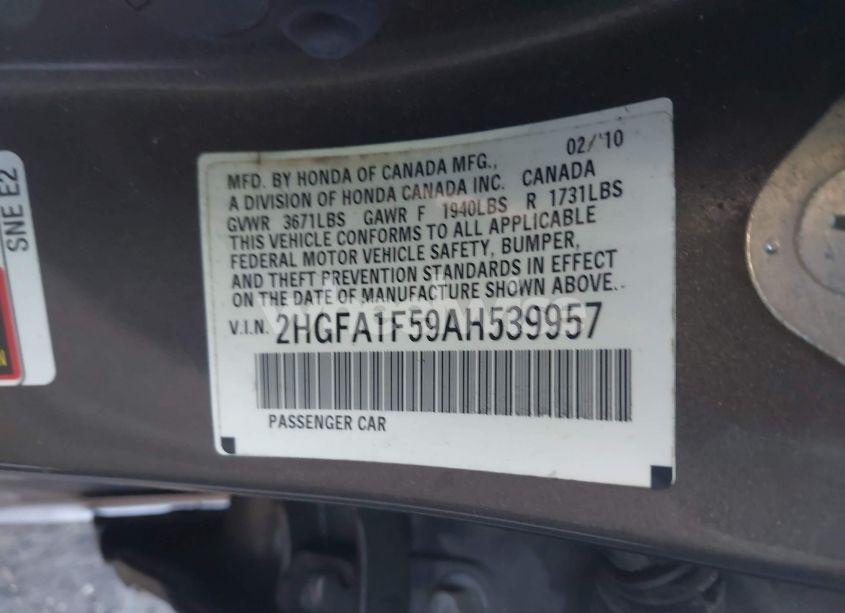 02/'10
MFD. BY HONDA OF CANADA MFG.,
A DIVISION OF HONDA CANADA INC. CANADA
GVWR 3671LBS GAWR F 1940LBS R 1731LBS
THIS VEHICLE CONFORMS TO ALL APPLICABLE
FEDERAL MOTOR VEHICLE SAFETY, BUMPER,
AND THEFT PREVENTION STANDARDS IN EFFECT
ON THE DATE OF MANUFACTURE SHOWN ABOVE.
V.I.N. 2HGFA1F59AH539957
PASSENGER CAR
SNE E2